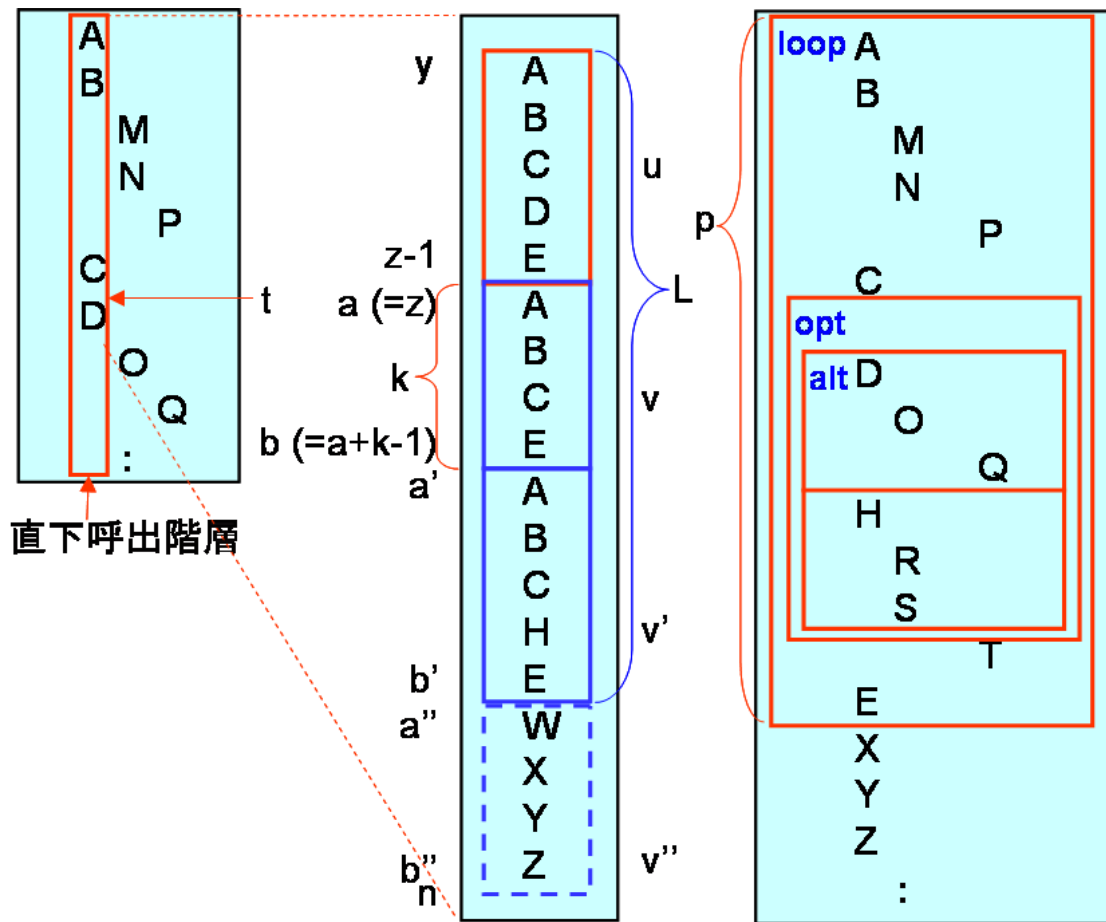 A
B
M
N
P
C
D
t
O
Q
:
直下呼出階層
y
A
B
C
D
z-1
E
a (=z)
A
B
k
C
b (=a+k-1)
E
a'
A
B
C
H
b'
E
a''
W
X
Y
b''
Z
n
u
L
v
v'
v''
p
loop
A
B
M
N
P
C
opt
alt
D
O
Q
H
R
S
T
E
X
Y
Z
: